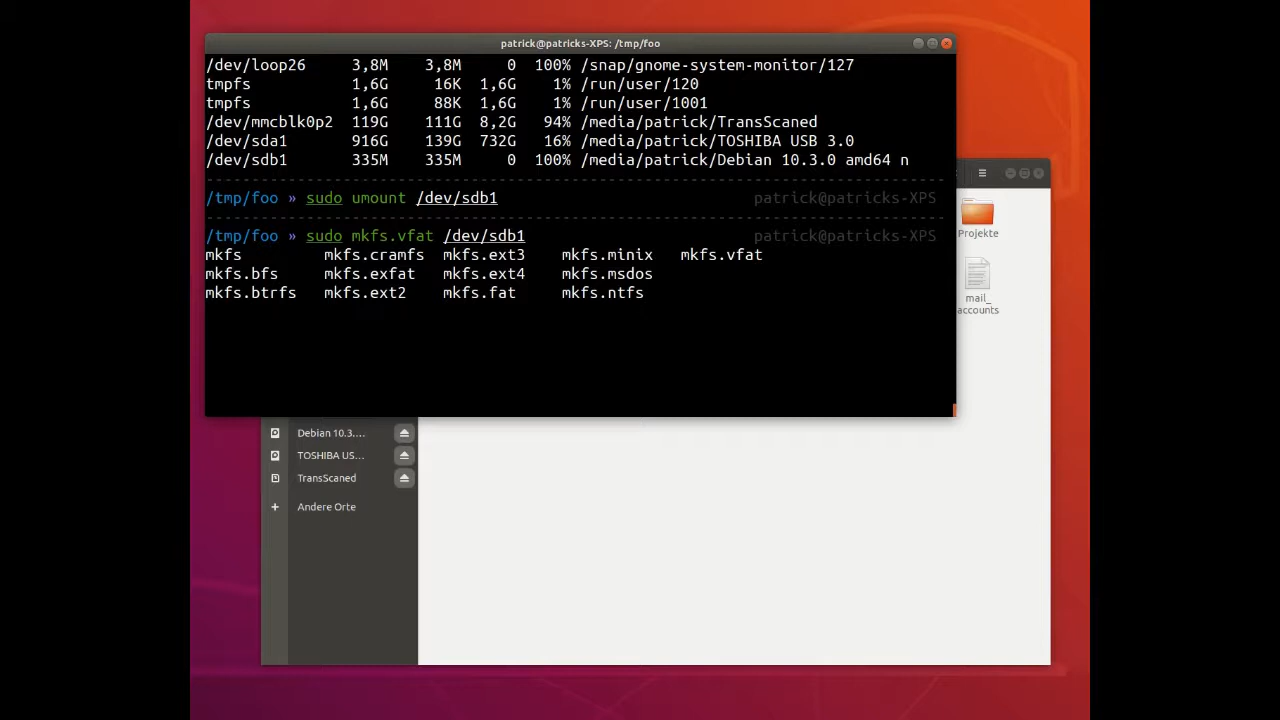 patrick@patricks-XPS: /tmp/foo
/dev/loop26 3,8M 3,8M 0 100% /snap/gnome-system-monitor/127
tmpfs 1,6G 16K 1,6G 1% /run/user/120
tmpfs 1,6G 88K 1,6G 1% /run/user/1001
/dev/mmcblk0p2 119G 111G 8,2G 94% /media/patrick/TransScaned
/dev/sda1 916G 139G 732G 16% /media/patrick/TOSHIBA USB 3.0
/dev/sdb1 335M 335M 0 100% /media/patrick/Debian 10.3.0 amd64 n
/tmp/foo » sudo umount /dev/sdb1 patrick@patricks-XPS
/tmp/foo » sudo mkfs.vfat /dev/sdb1 patrick@patricks-XPS
mkfs mkfs.cramfs mkfs.ext3 mkfs.minix mkfs.vfat
mkfs.bfs mkfs.exfat mkfs.ext4 mkfs.msdos
mkfs.btrfs mkfs.ext2 mkfs.fat mkfs.ntfs
Projekte
mail_
accounts
Debian 10.3....
TOSHIBA US...
TransScaned
+ Andere Orte